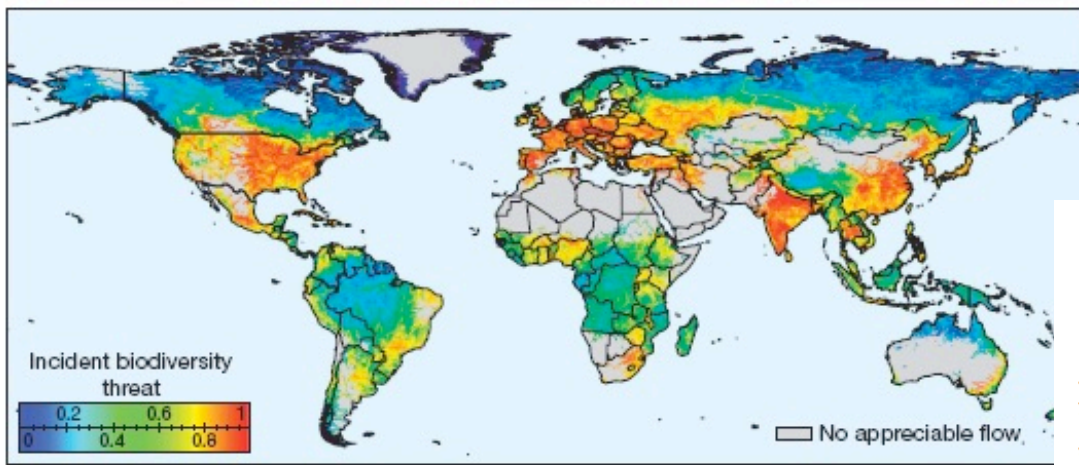 Incident biodiversity
threat
0.2 0.6 1
0 0.4 0.8
No appreciable flow